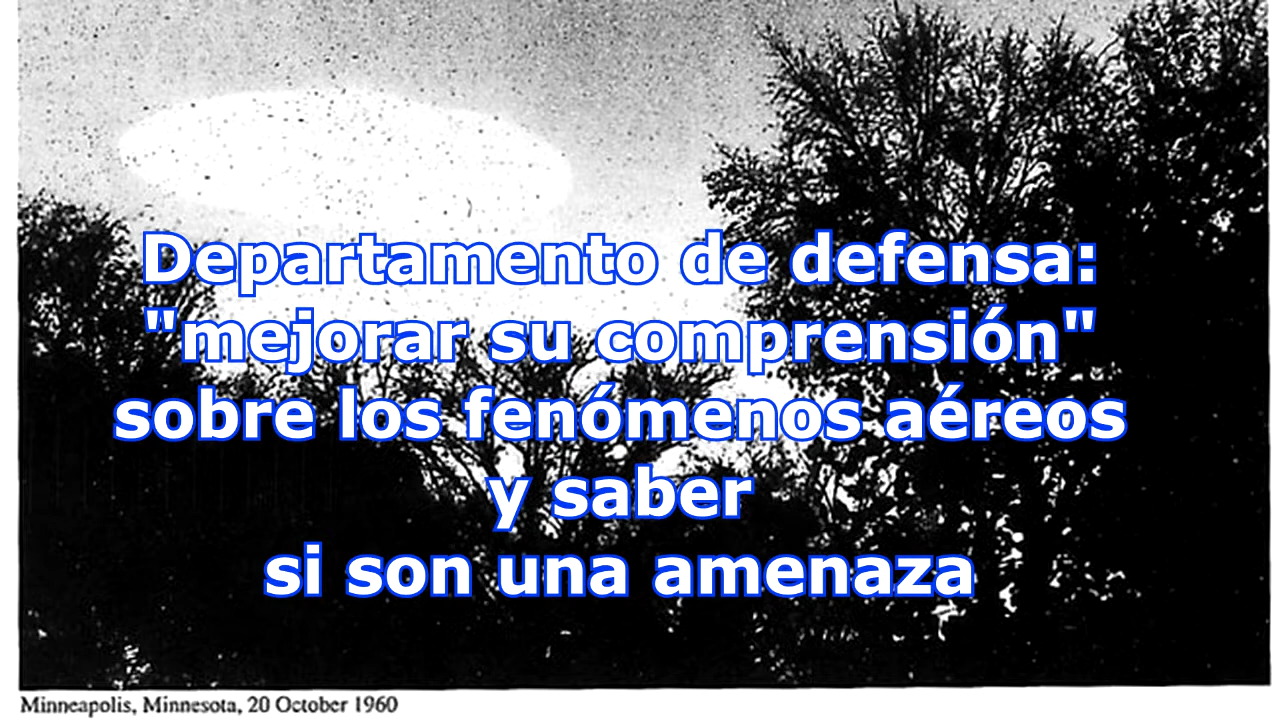 Departamento de defensa:
"mejorar su comprensión"
sobre los fenómenos aéreos
y saber
si son una amenaza
Minneapolis, Minnesota, 20 October 1960